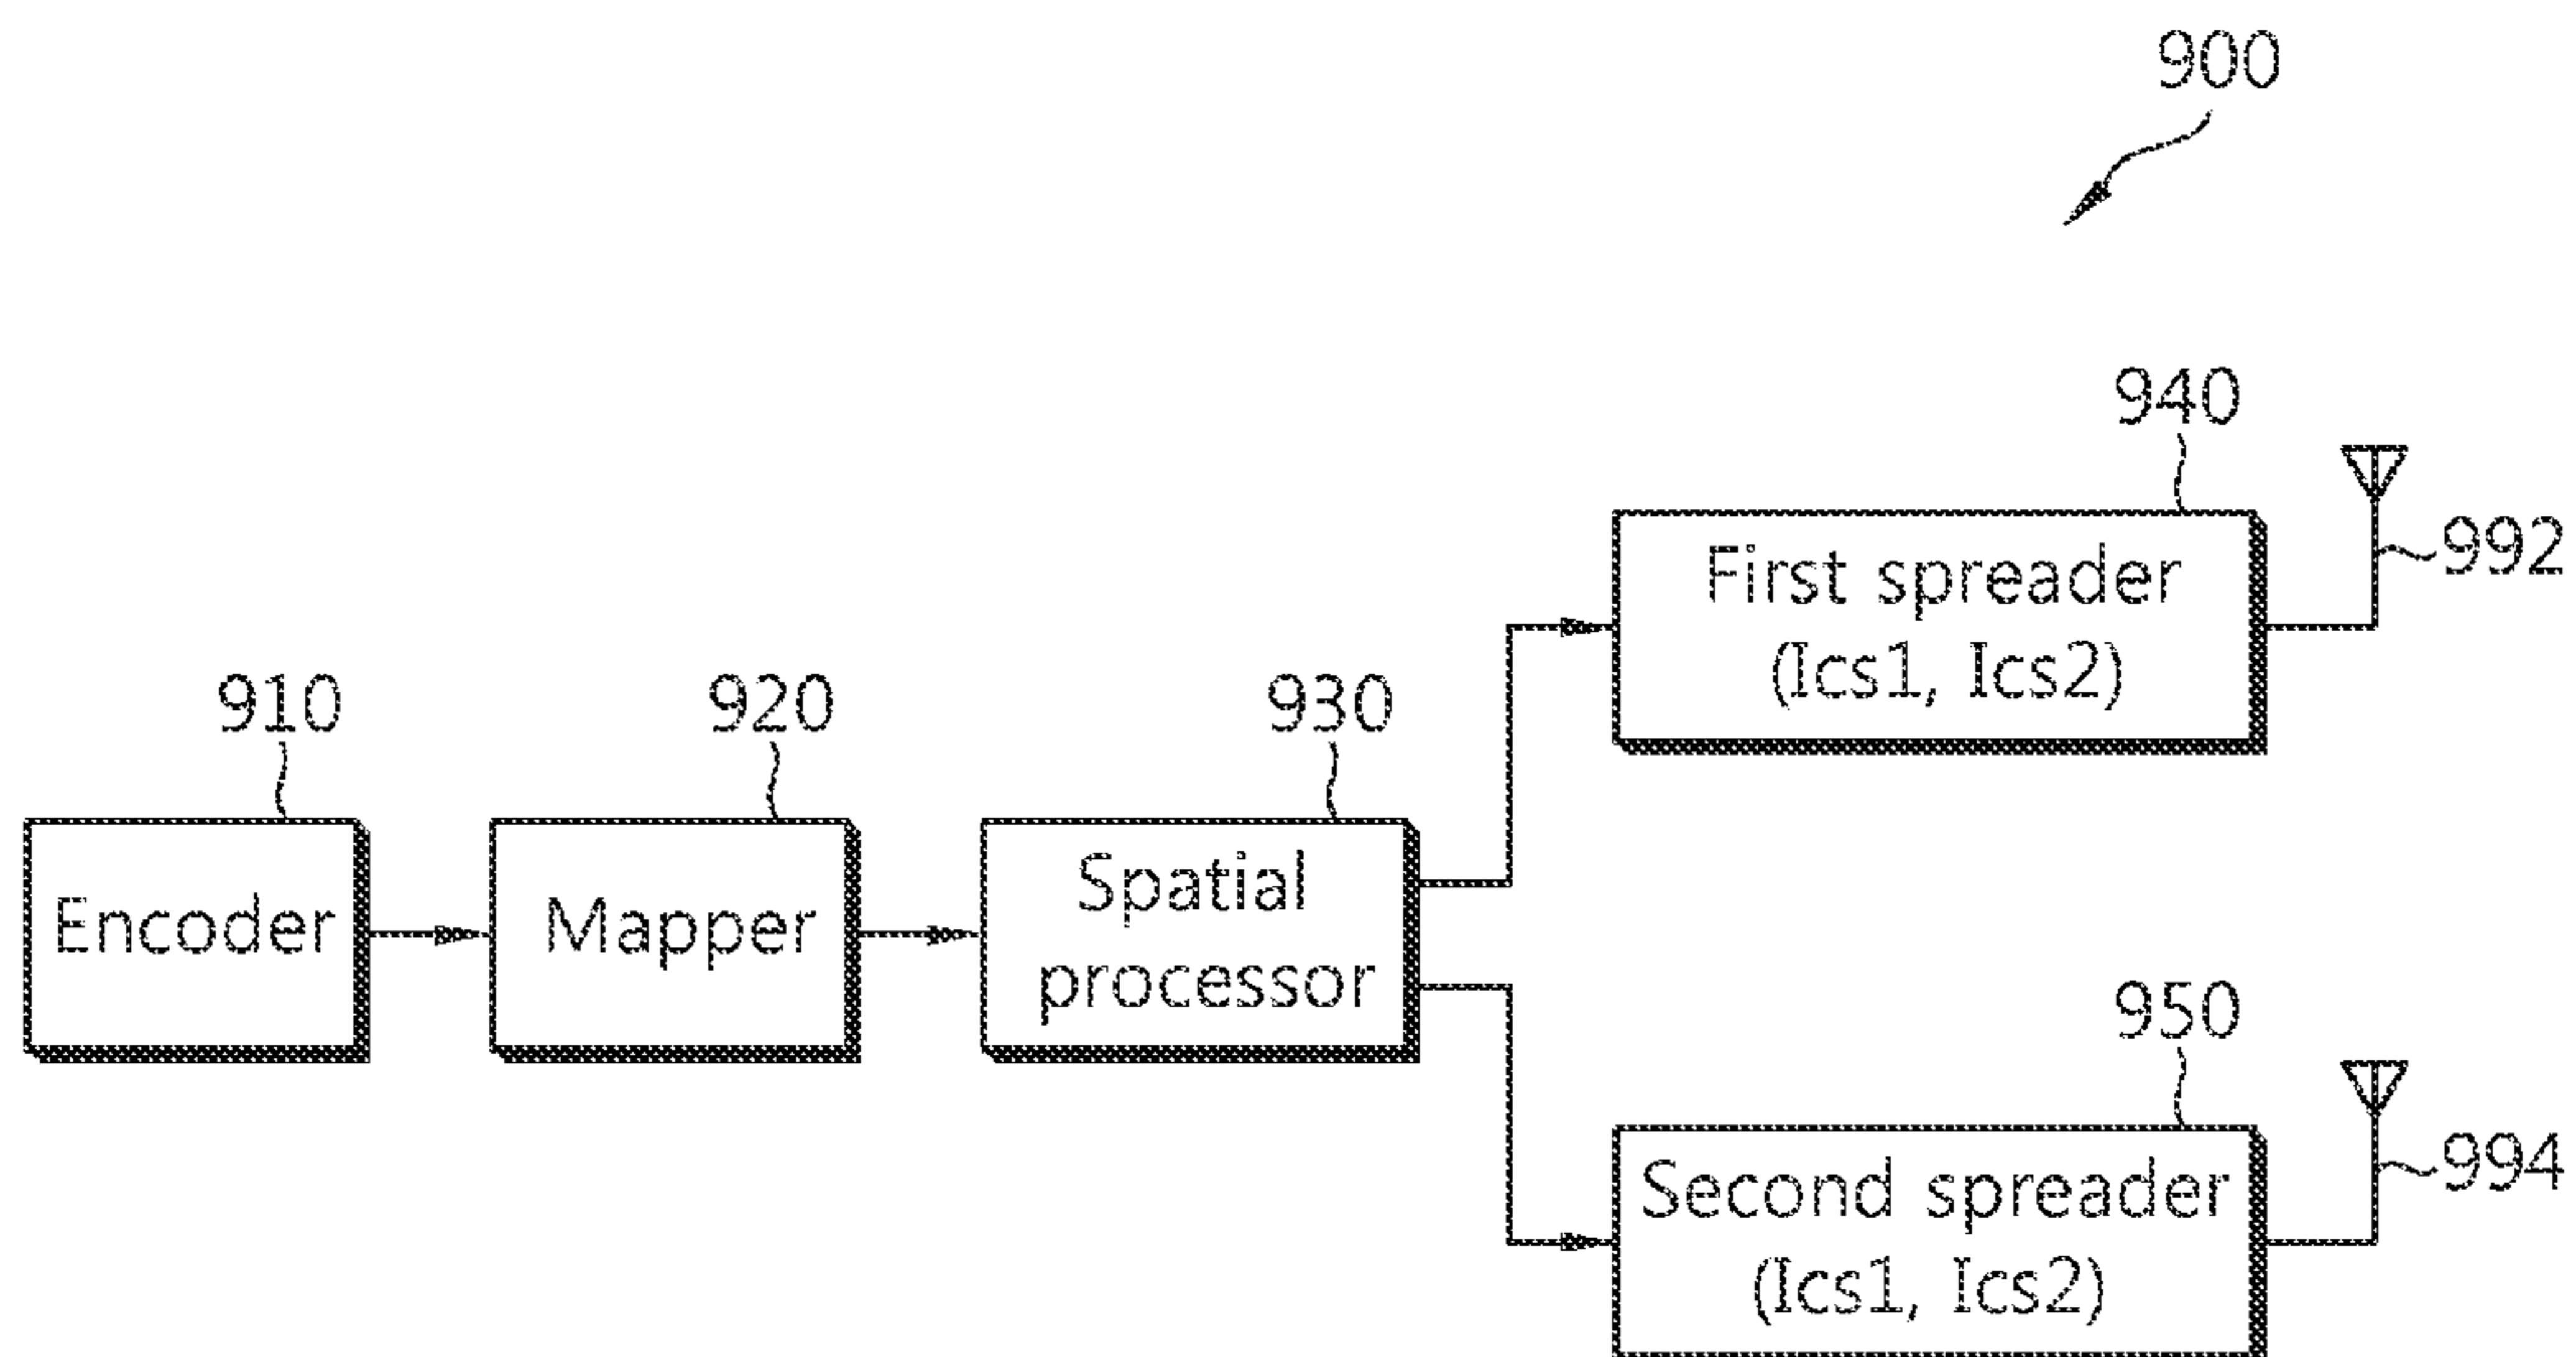 900
940
First spreader
(Ics1, Ics2)
992
910
920
930
Encoder
Mapper
Spatial
processor
950
Second spreader
(Ics1, Ics2)
994